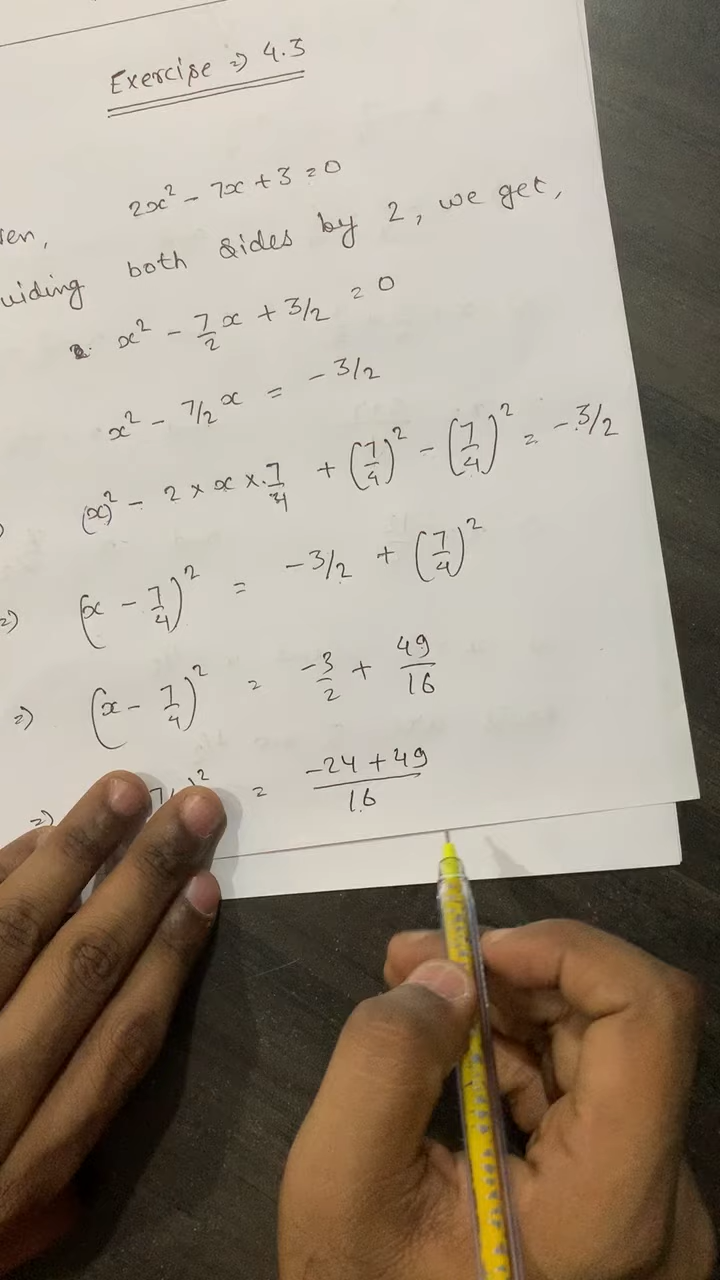 Exercise ⇒ 4.3
2x² - 7x + 3 = 0
both sides by 2, we get,
x² - 7/2 x + 3/2 = 0
x² - 7/2 x = - 3/2
(x)² - 2 × x × 7/4 + (7/4)² - (7/4)² = - 3/2
⇒ (x - 7/4)² = - 3/2 + (7/4)²
⇒ (x - 7/4)² = -3/2 + 49/16
⇒ = -24 + 49/16